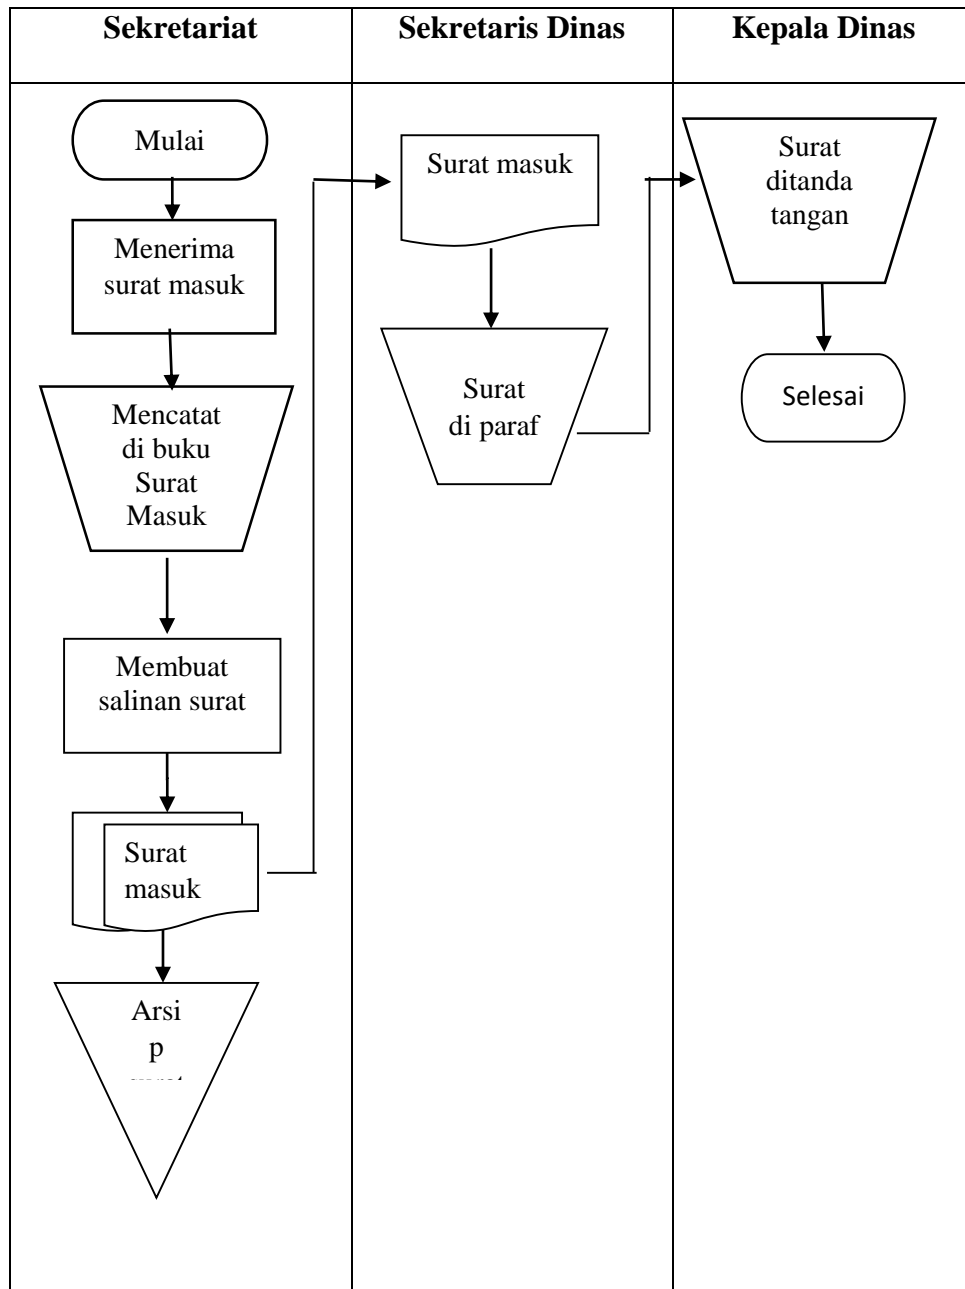 Sekretariat
Sekretaris Dinas
Kepala Dinas
Mulai
Menerima
surat masuk
Mencatat
di buku
Surat
Masuk
Membuat
salinan surat
Surat
masuk
Arsi
p
Surat masuk
Surat
di paraf
Surat
ditanda
tangan
Selesai